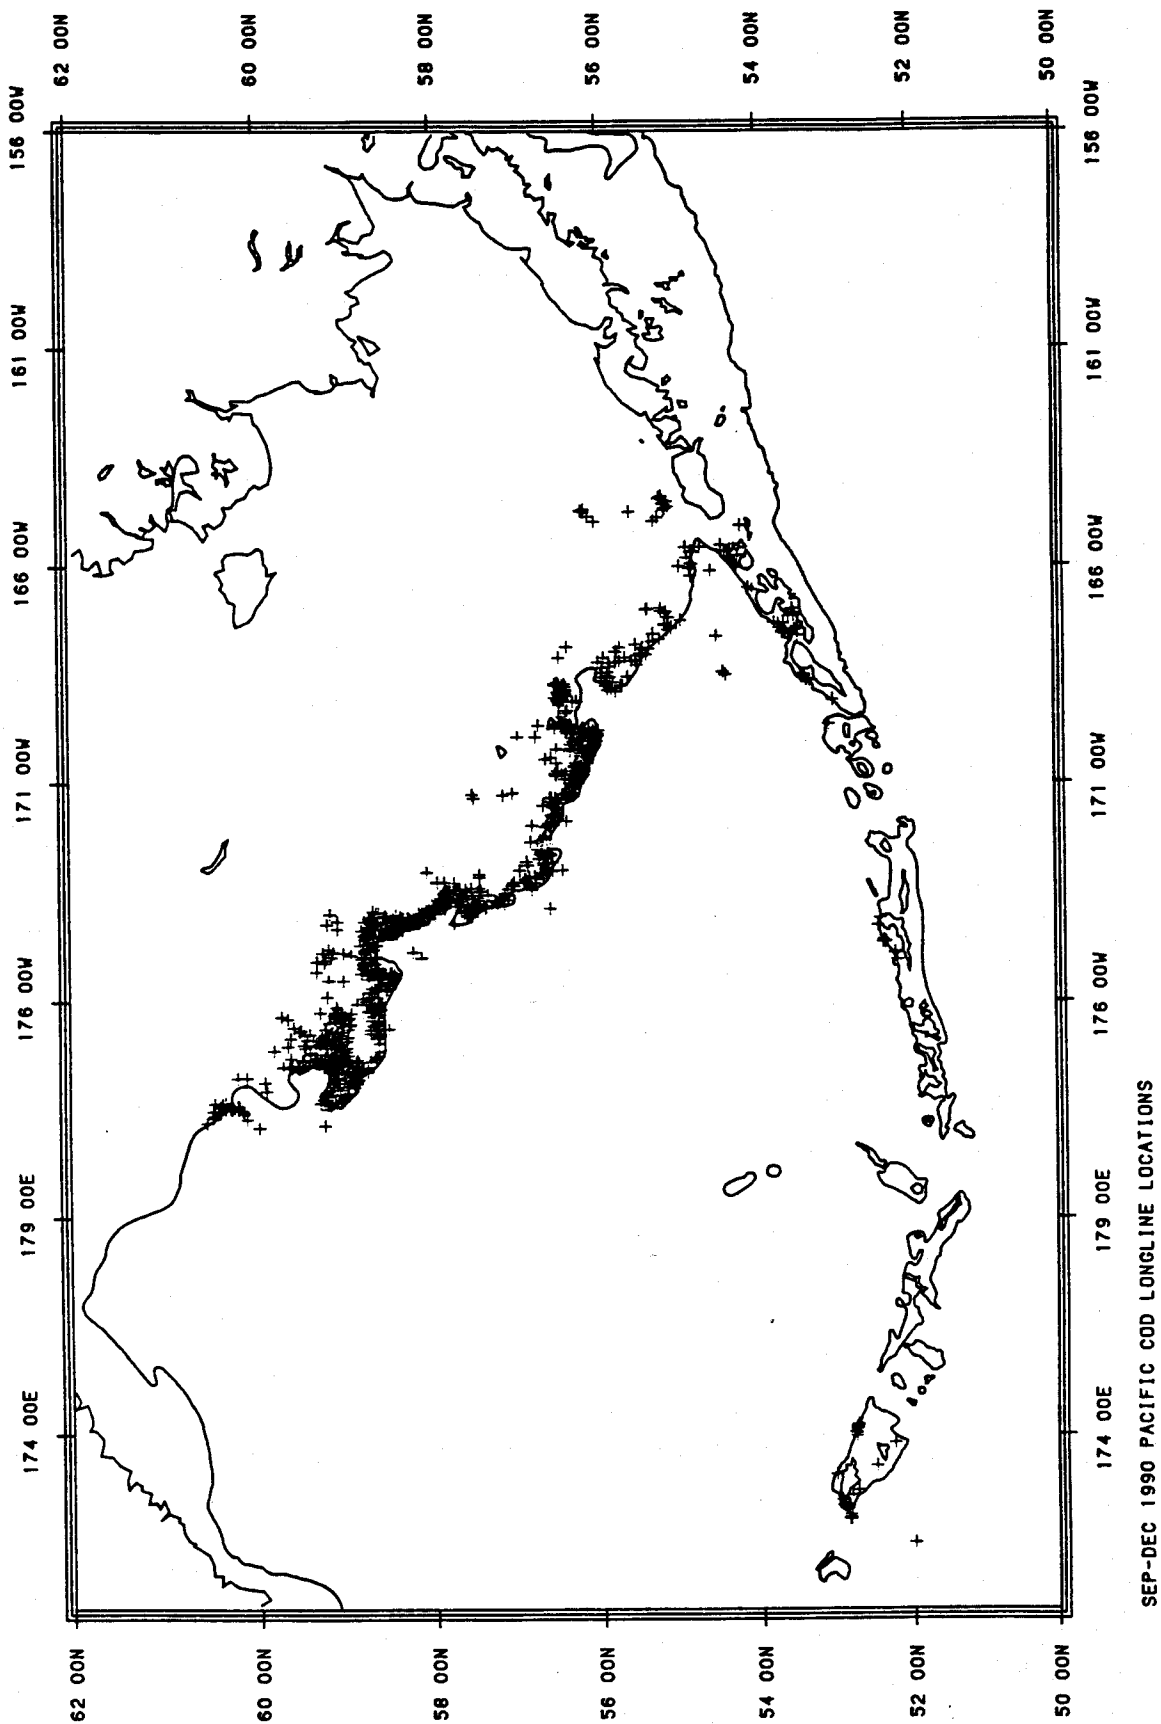 62 00N
60 00N
58 00N
56 00N
54 00N
52 00N
50 00N
174 00E
179 00E
176 00W
171 00W
166 00W
161 00W
156 00W
174 00E
179 00E
176 00W
171 00W
166 00W
161 00W
156 00W
62 00N
60 00N
58 00N
56 00N
54 00N
52 00N
50 00N
SEP-DEC 1990 PACIFIC COD LONGLINE LOCATIONS